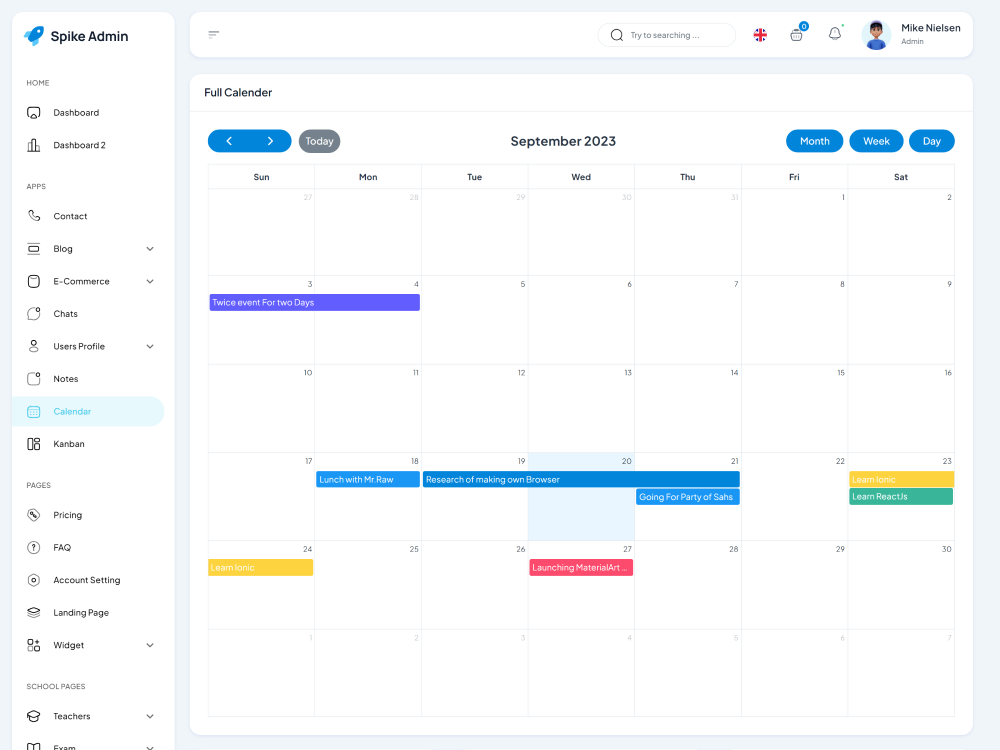 Spike Admin
HOME
Dashboard
Dashboard 2
APPS
Contact
Blog
E-Commerce
Chats
Users Profile
Notes
Calendar
Kanban
PAGES
Pricing
FAQ
Account Setting
Landing Page
Widget
SCHOOL PAGES
Teachers
Exam
Try to searching ...
0
Mike Nielsen
Admin
Full Calender
Today
September 2023
Month Week Day
Sun Mon Tue Wed Thu Fri Sat
27 28 29 30 31 1 2
3 4 5 6 7 8 9
Twice event For two Days
10 11 12 13 14 15 16
17 18 19 20 21 22 23
Lunch with Mr.Raw Research of making own Browser Learn Ionic
Going For Party of Sahs Learn ReactJs
24 25 26 27 28 29 30
Learn Ionic Launching MaterialArt ...
1 2 3 4 5 6 7